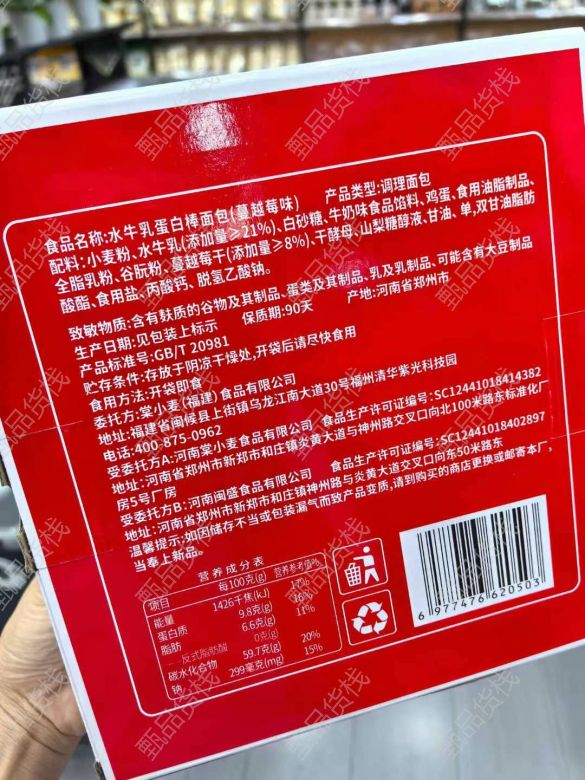 食品名称:水牛乳蛋白棒面包(蔓越莓味) 产品类型:调理面包
配料:小麦粉、水牛乳(添加量≥21%)、白砂糖、牛奶味食品馅料、鸡蛋、食用油脂制品、
全脂乳粉、谷朊粉、蔓越莓干(添加量≥8%)、干酵母、山梨糖醇液、甘油、单,双甘油脂肪
酸酯、食用盐、丙酸钙、脱氢乙酸钠。
致敏物质:含有麸质的谷物及其制品、蛋类及其制品、乳及乳制品、可能含有大豆制品
生产日期:见包装上标示 保质期:90天 产地:河南省郑州市
产品标准号:GB/T 20981
贮存条件:存放于阴凉干燥处,开袋后请尽快食用
食用方法:开袋即食
委托方:棠小麦(福建)食品有限公司
地址:福建省闽侯县上街镇乌龙江南大道30号福州清华紫光科技园
电话:400-875-0962
受委托方A:河南棠小麦食品有限公司 食品生产许可证编号:SC12441018414382
地址:河南省郑州市新郑市和庄镇炎黄大道与神州路交叉口向北100米路东标准化厂
房5号厂房
受委托方B:河南闽盛食品有限公司 食品生产许可证编号:SC12441018402897
地址:河南省郑州市新郑市和庄镇神州路与炎黄大道交叉口向东50米路东
温馨提示:如因储存不当或包装漏气而致产品变质,请到购买的商店更换或邮寄本厂,
当奉上新品。
营养成分表
项目 每100克(g) 营养参考值%
能量 1426千焦(kJ) 17%
蛋白质 9.8克(g) 16%
脂肪 6.6克(g) 11%
--反式脂肪酸 0克(g)
碳水化合物 59.7克(g) 20%
钠 299毫克(mg) 15%
6 977476 620503
甄品货栈